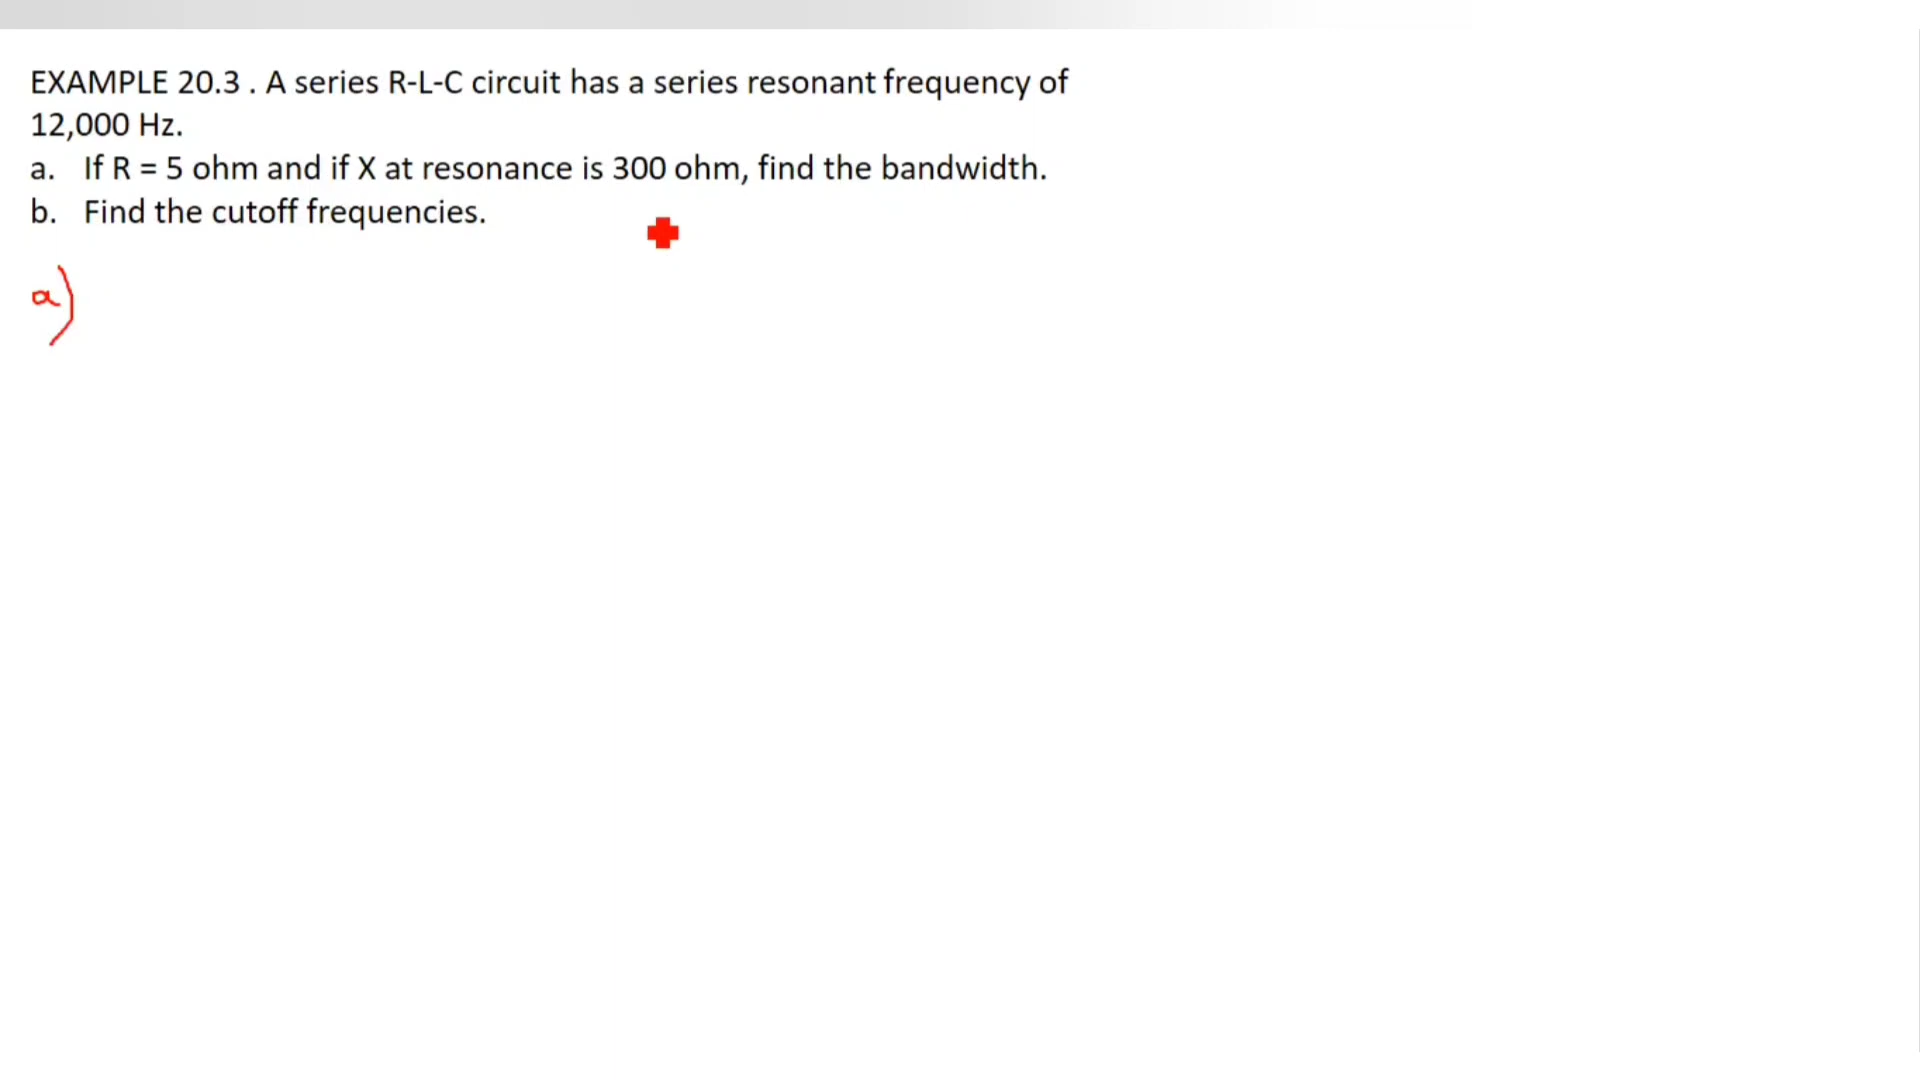 EXAMPLE 20.3 . A series R-L-C circuit has a series resonant frequency of
12,000 Hz.
a. If R = 5 ohm and if X at resonance is 300 ohm, find the bandwidth.
b. Find the cutoff frequencies.
a)